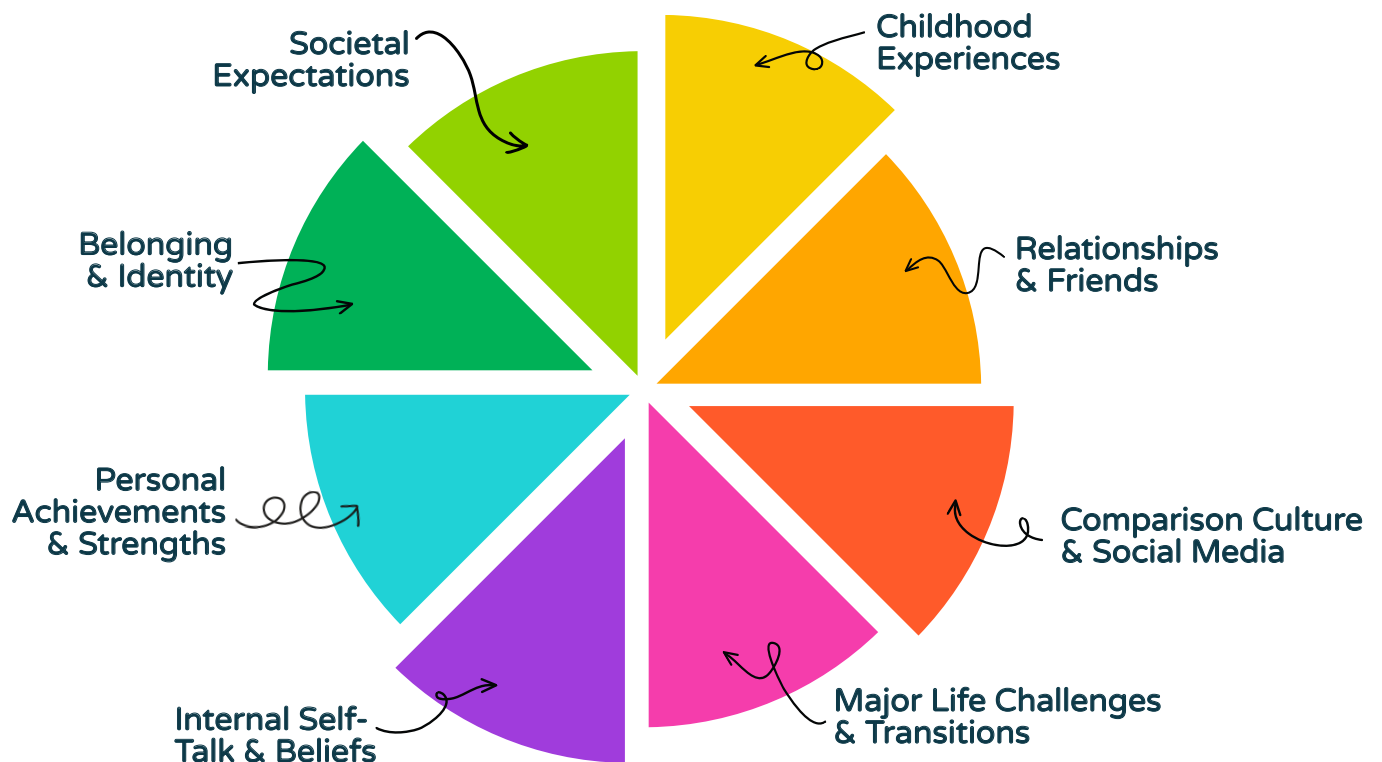 Societal
Expectations
Childhood
Experiences
Belonging
& Identity
Relationships
& Friends
Personal
Achievements
& Strengths
Comparison Culture
& Social Media
Internal Self-
Talk & Beliefs
Major Life Challenges
& Transitions